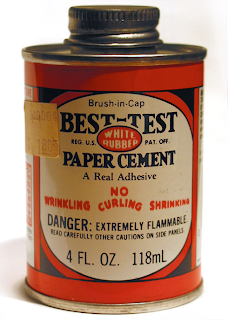 Brush-in-Cap
BEST-TEST
REG. U.S. WHITE RUBBER PAT. OFF.
PAPER CEMENT
A Real Adhesive
NO
WRINKLING CURLING SHRINKING
DANGER: EXTREMELY FLAMMABLE
READ CAREFULLY OTHER CAUTIONS ON SIDE PANELS.
4 FL. OZ. 118mL